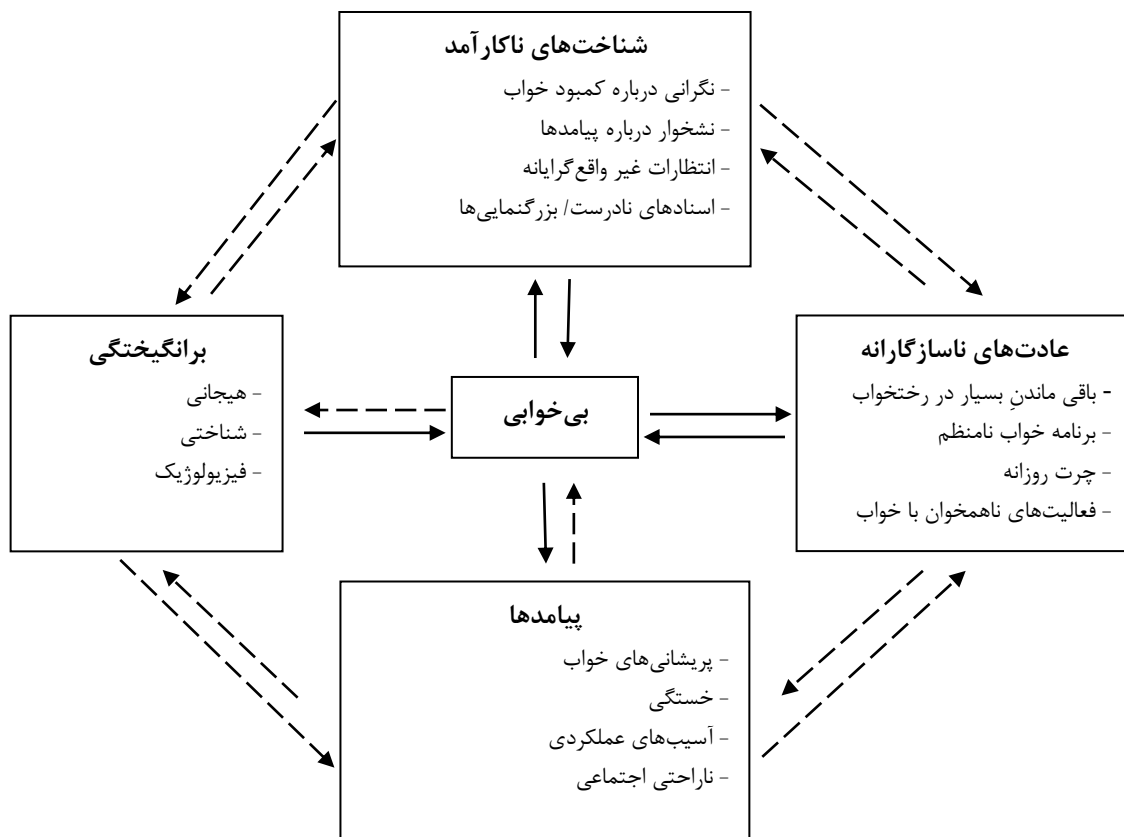 شناخت‌های ناکارآمد
- نگرانی درباره کمبود خواب
- نشخوار درباره پیامدها
- انتظارات غیر واقع‌گرایانه
- اسنادهای نادرست/ بزرگنمایی‌ها
عادت‌های ناسازگارانه
- باقی ماندنِ بسیار در رختخواب
- برنامه خواب نامنظم
- چرت روزانه
- فعالیت‌های ناهمخوان با خواب
بی‌خوابی
برانگیختگی
- هیجانی
- شناختی
- فیزیولوژیک
پیامدها
- پریشانی‌های خواب
- خستگی
- آسیب‌های عملکردی
- ناراحتی اجتماعی